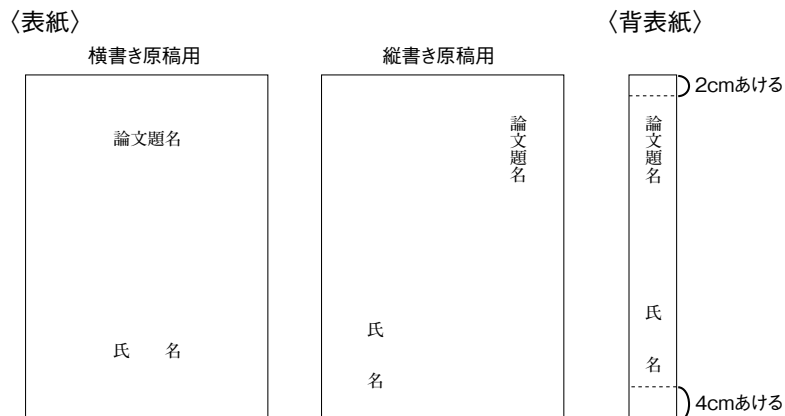 〈表紙〉
〈背表紙〉
横書き原稿用
縦書き原稿用
2cmあける
論文題名
論文題名
論文題名
氏　名
氏　名
氏　名
4cmあける